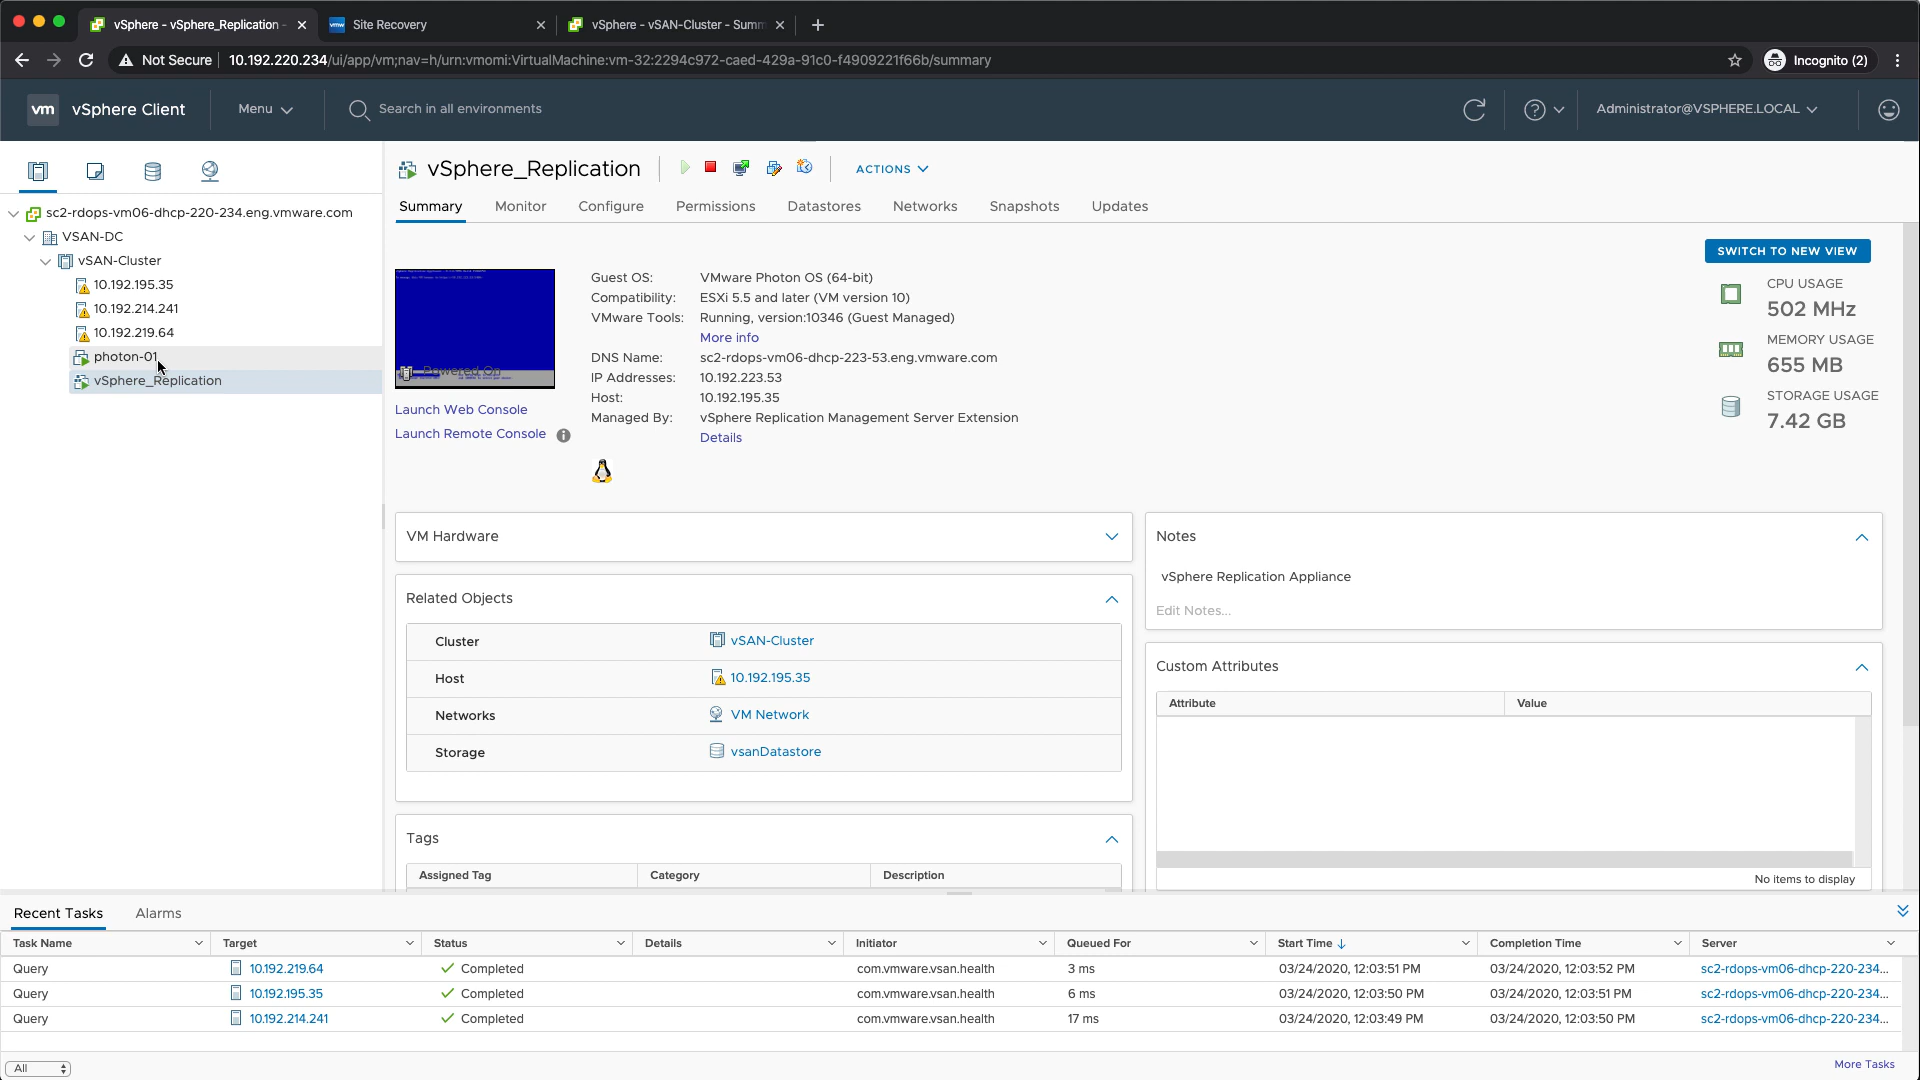 vSphere - vSphere_Replication -
vmw Site Recovery
vSphere - vSAN-Cluster - Summ
Not Secure 10.192.220.234/ui/app/vm;nav=h/urn:vmomi:VirtualMachine:vm-32:2294c972-caed-429a-91c0-f4909221f66b/summary
Incognito (2)
vm vSphere Client
Menu
Search in all environments
Administrator@VSPHERE.LOCAL
sc2-rdops-vm06-dhcp-220-234.eng.vmware.com
VSAN-DC
vSAN-Cluster
10.192.195.35
10.192.214.241
10.192.219.64
photon-01
vSphere_Replication
vSphere_Replication
ACTIONS
Summary Monitor Configure Permissions Datastores Networks Snapshots Updates
SWITCH TO NEW VIEW
Powered On
Launch Web Console
Launch Remote Console
Guest OS: VMware Photon OS (64-bit)
Compatibility: ESXi 5.5 and later (VM version 10)
VMware Tools: Running, version:10346 (Guest Managed)
More info
DNS Name: sc2-rdops-vm06-dhcp-223-53.eng.vmware.com
IP Addresses: 10.192.223.53
Host: 10.192.195.35
Managed By: vSphere Replication Management Server Extension
Details
CPU USAGE
502 MHz
MEMORY USAGE
655 MB
STORAGE USAGE
7.42 GB
VM Hardware
Related Objects
Cluster vSAN-Cluster
Host 10.192.195.35
Networks VM Network
Storage vsanDatastore
Tags
Assigned Tag Category Description
Notes
vSphere Replication Appliance
Edit Notes...
Custom Attributes
Attribute Value
No items to display
Recent Tasks Alarms
Task Name Target Status Details Initiator Queued For Start Time Completion Time Server
Query 10.192.219.64 Completed com.vmware.vsan.health 3 ms 03/24/2020, 12:03:51 PM 03/24/2020, 12:03:52 PM sc2-rdops-vm06-dhcp-220-234...
Query 10.192.195.35 Completed com.vmware.vsan.health 6 ms 03/24/2020, 12:03:50 PM 03/24/2020, 12:03:51 PM sc2-rdops-vm06-dhcp-220-234...
Query 10.192.214.241 Completed com.vmware.vsan.health 17 ms 03/24/2020, 12:03:49 PM 03/24/2020, 12:03:50 PM sc2-rdops-vm06-dhcp-220-234...
All
More Tasks